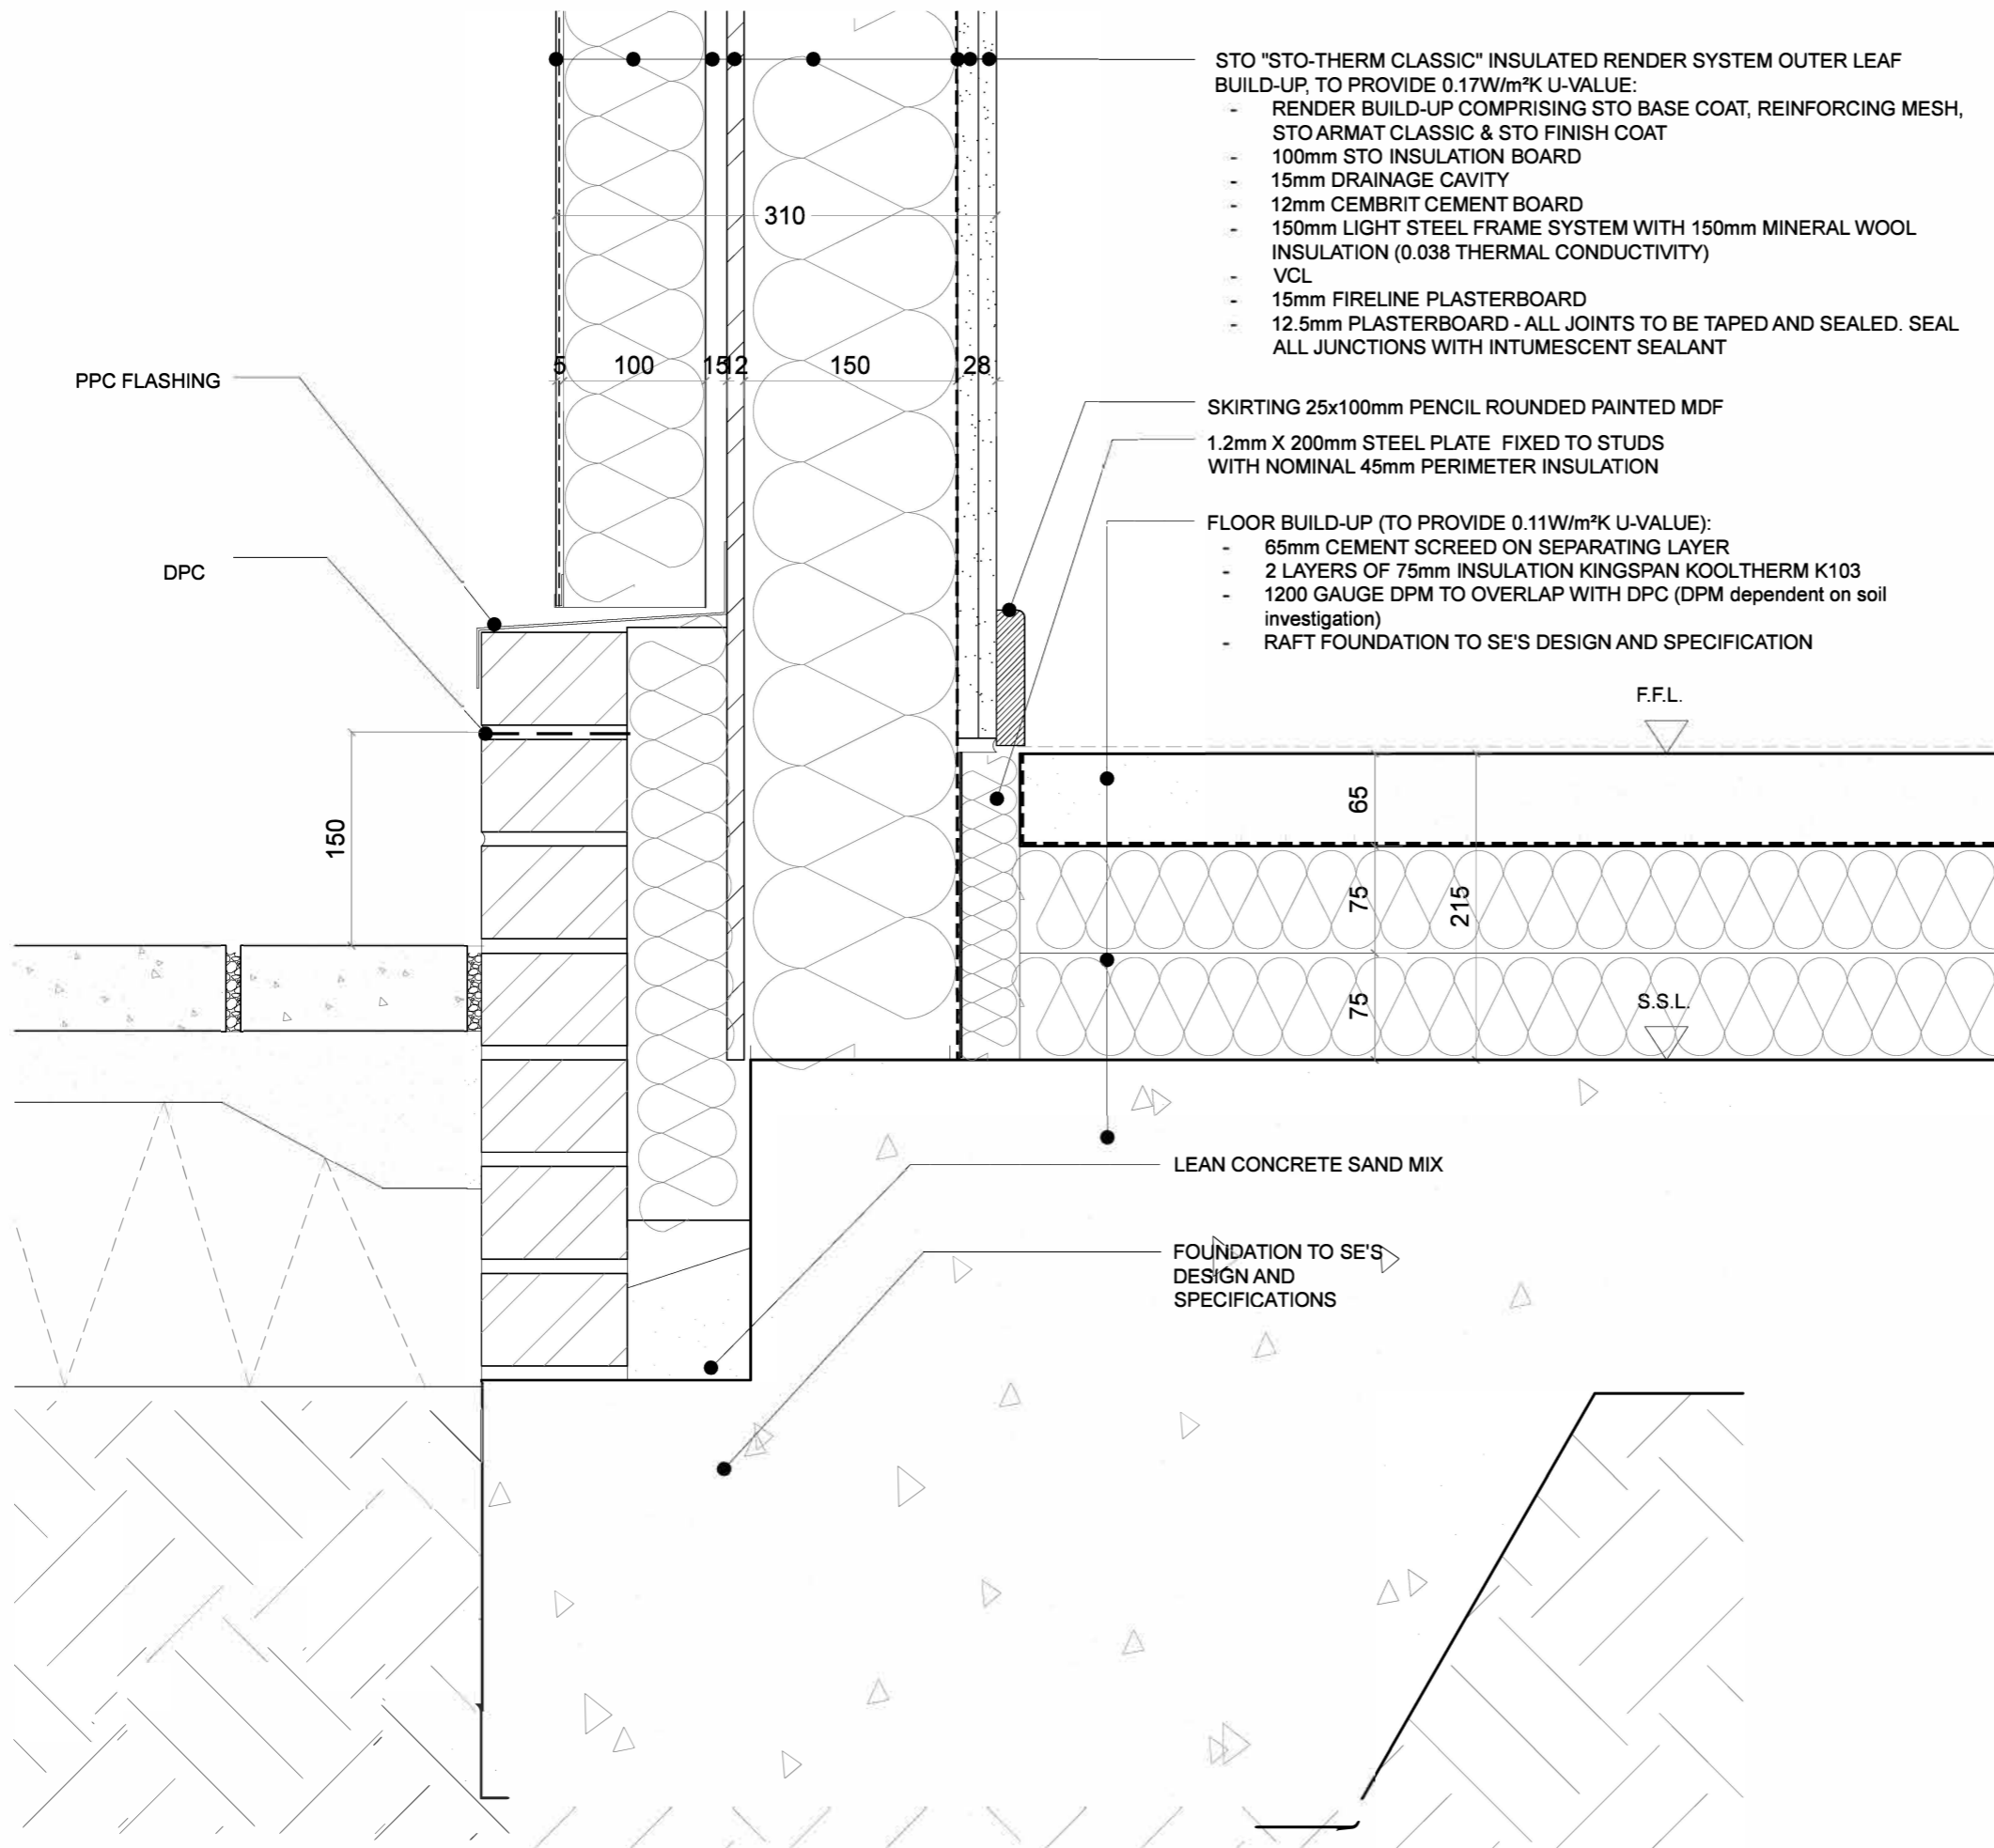 STO "STO-THERM CLASSIC" INSULATED RENDER SYSTEM OUTER LEAF
BUILD-UP, TO PROVIDE 0.17W/m²K U-VALUE:
- RENDER BUILD-UP COMPRISING STO BASE COAT, REINFORCING MESH,
STO ARMAT CLASSIC & STO FINISH COAT
- 100mm STO INSULATION BOARD
- 15mm DRAINAGE CAVITY
- 12mm CEMBRIT CEMENT BOARD
- 150mm LIGHT STEEL FRAME SYSTEM WITH 150mm MINERAL WOOL
INSULATION (0.038 THERMAL CONDUCTIVITY)
- VCL
- 15mm FIRELINE PLASTERBOARD
- 12.5mm PLASTERBOARD - ALL JOINTS TO BE TAPED AND SEALED. SEAL
ALL JUNCTIONS WITH INTUMESCENT SEALANT
310
5 100 15 12 150 28
PPC FLASHING
SKIRTING 25x100mm PENCIL ROUNDED PAINTED MDF
1.2mm X 200mm STEEL PLATE FIXED TO STUDS
WITH NOMINAL 45mm PERIMETER INSULATION
DPC
FLOOR BUILD-UP (TO PROVIDE 0.11W/m²K U-VALUE):
- 65mm CEMENT SCREED ON SEPARATING LAYER
- 2 LAYERS OF 75mm INSULATION KINGSPAN KOOLTHERM K103
- 1200 GAUGE DPM TO OVERLAP WITH DPC (DPM dependent on soil
investigation)
- RAFT FOUNDATION TO SE'S DESIGN AND SPECIFICATION
F.F.L.
150
65
75
215
75
S.S.L.
LEAN CONCRETE SAND MIX
FOUNDATION TO SE'S
DESIGN AND
SPECIFICATIONS